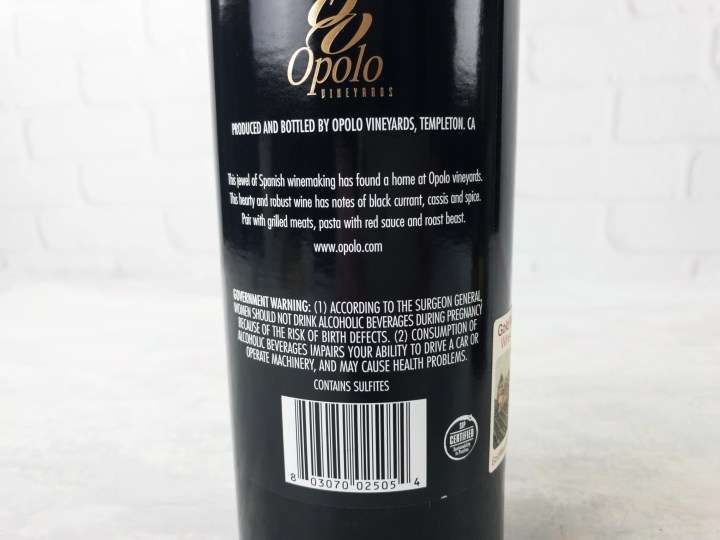 Opolo
VINEYARDS
PRODUCED AND BOTTLED BY OPOLO VINEYARDS, TEMPLETON. CA
This jewel of Spanish winemaking has found a home at Opolo vineyards.
This hearty and robust wine has notes of black currant, cassis and spice.
Pair with grilled meats, pasta with red sauce and roast beast.
www.opolo.com
GOVERNMENT WARNING: (1) ACCORDING TO THE SURGEON GENERAL,
WOMEN SHOULD NOT DRINK ALCOHOLIC BEVERAGES DURING PREGNANCY
BECAUSE OF THE RISK OF BIRTH DEFECTS. (2) CONSUMPTION OF
ALCOHOLIC BEVERAGES IMPAIRS YOUR ABILITY TO DRIVE A CAR OR
OPERATE MACHINERY, AND MAY CAUSE HEALTH PROBLEMS.
CONTAINS SULFITES
SIP
CERTIFIED
8 03070 02505 4